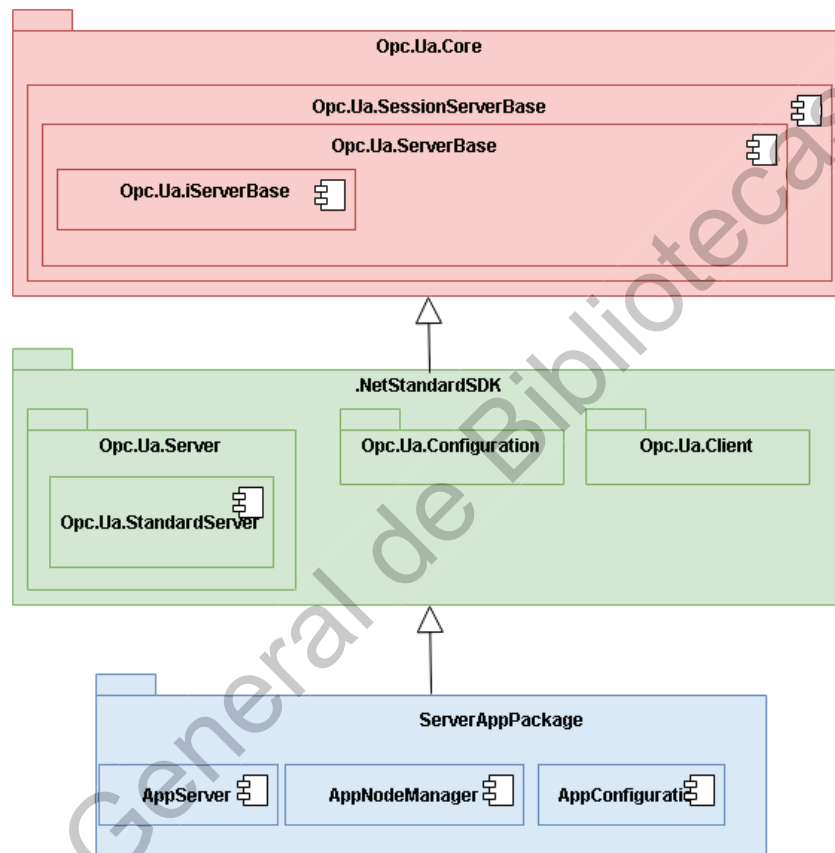 Opc.Ua.Core
Opc.Ua.SessionServerBase
Opc.Ua.ServerBase
Opc.Ua.iServerBase
.NetStandardSDK
Opc.Ua.Server
Opc.Ua.Configuration
Opc.Ua.Client
Opc.Ua.StandardServer
ServerAppPackage
AppServer
AppNodeManager
AppConfiguratio
General de Bibliotecas